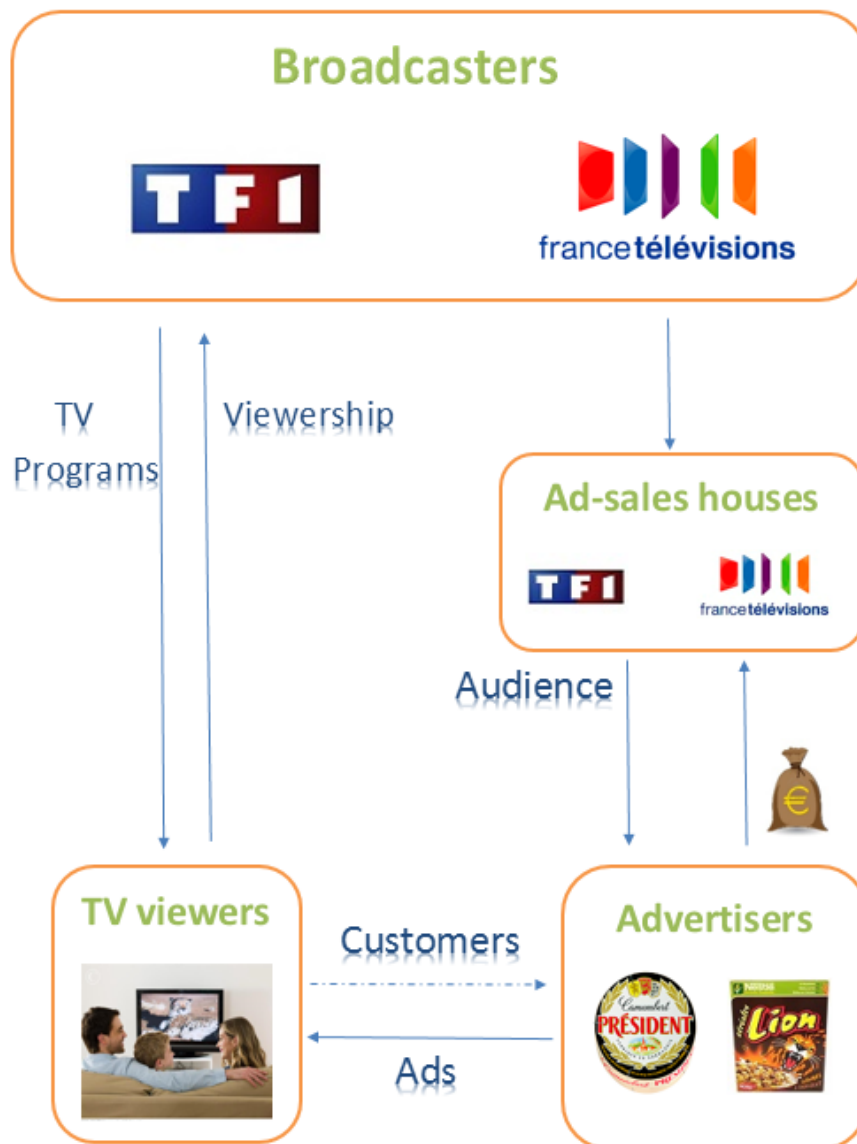 Broadcasters
TF1
francetélévisions
TV
Programs
Viewership
Ad-sales houses
TF1
francetélévisions
Audience
€
TV viewers
Customers
Ads
Advertisers
Camembert
PRÉSIDENT
Nestlé
Lion